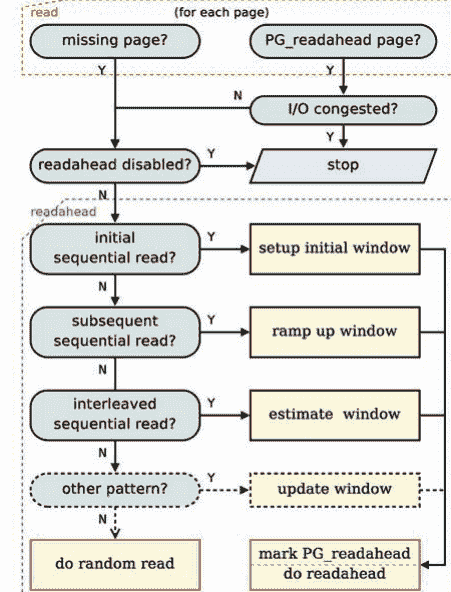 read
(for each page)
missing page?
PG_readahead page?
Y
Y
N
I/O congested?
Y
readahead disabled?
Y
stop
N
readahead
initial
sequential read?
Y
setup initial window
N
subsequent
sequential read?
Y
ramp up window
N
interleaved
sequential read?
Y
estimate window
N
other pattern?
Y
update window
N
do random read
mark PG_readahead
do readahead